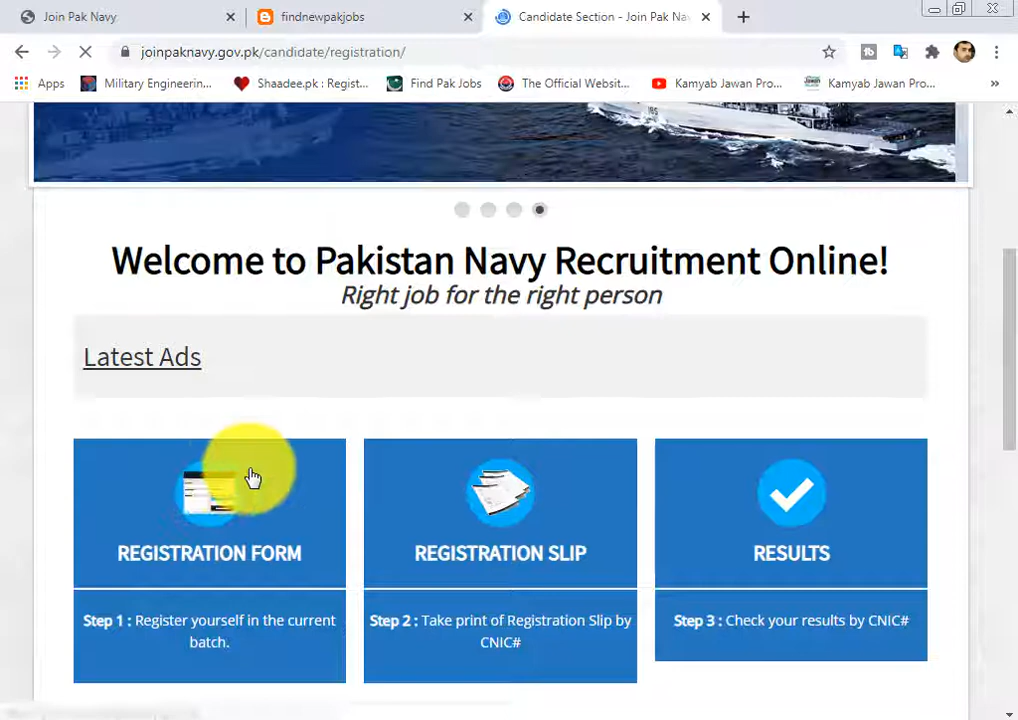 Join Pak Navy
findnewpakjobs
Candidate Section - Join Pak Na
joinpaknavy.gov.pk/candidate/registration/
Apps
Military Engineerin...
Shaadee.pk : Regist...
Find Pak Jobs
The Official Websit...
Kamyab Jawan Pro...
Kamyab Jawan Pro...
Welcome to Pakistan Navy Recruitment Online!
Right job for the right person
Latest Ads
REGISTRATION FORM
REGISTRATION SLIP
RESULTS
Step 1 : Register yourself in the current
batch.
Step 2 : Take print of Registration Slip by
CNIC#
Step 3 : Check your results by CNIC#